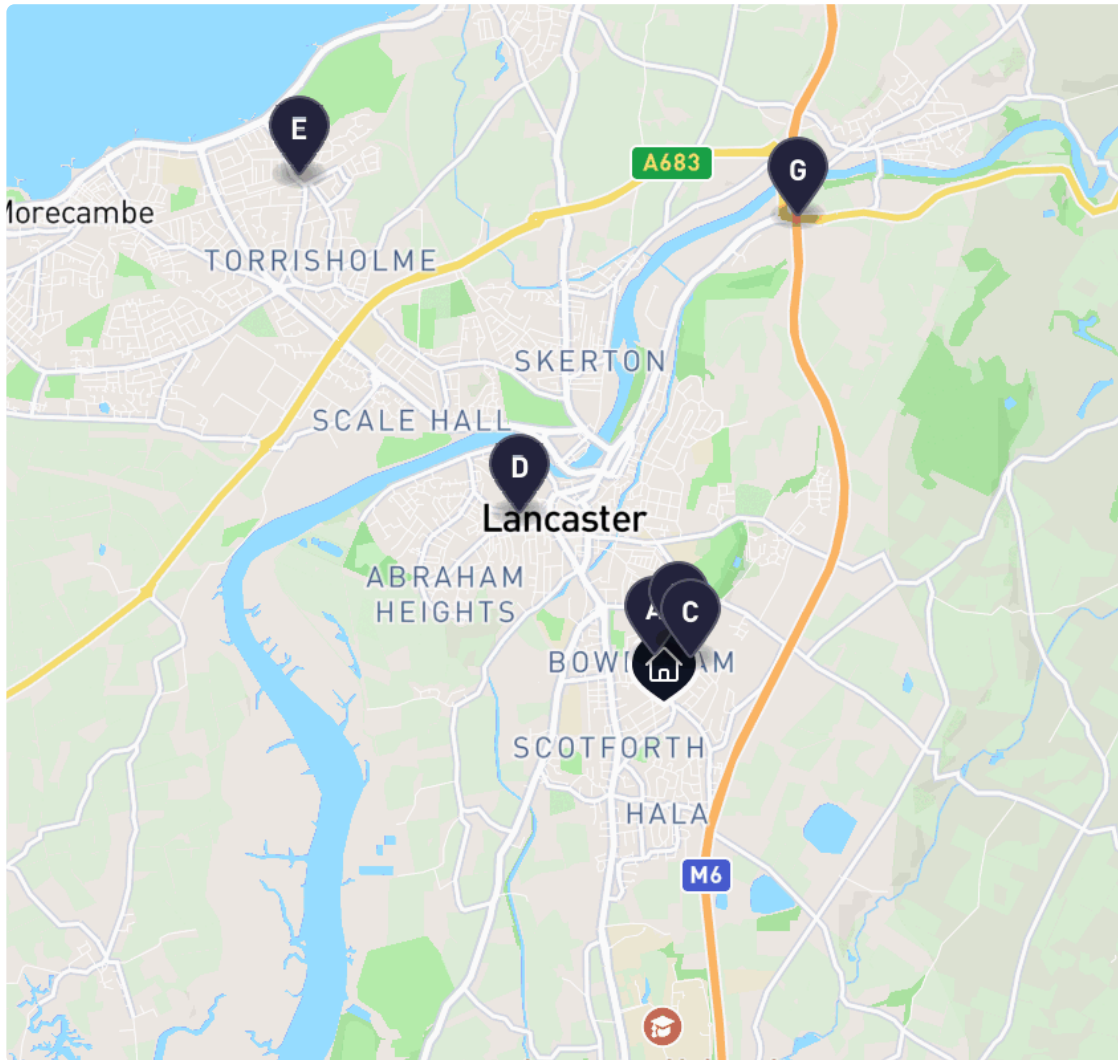 E
A683
G
Morecambe
TORRISHOLME
SKERTON
SCALE HALL
D
Lancaster
ABRAHAM
HEIGHTS
A
C
SCOTFORTH
HALA
M6